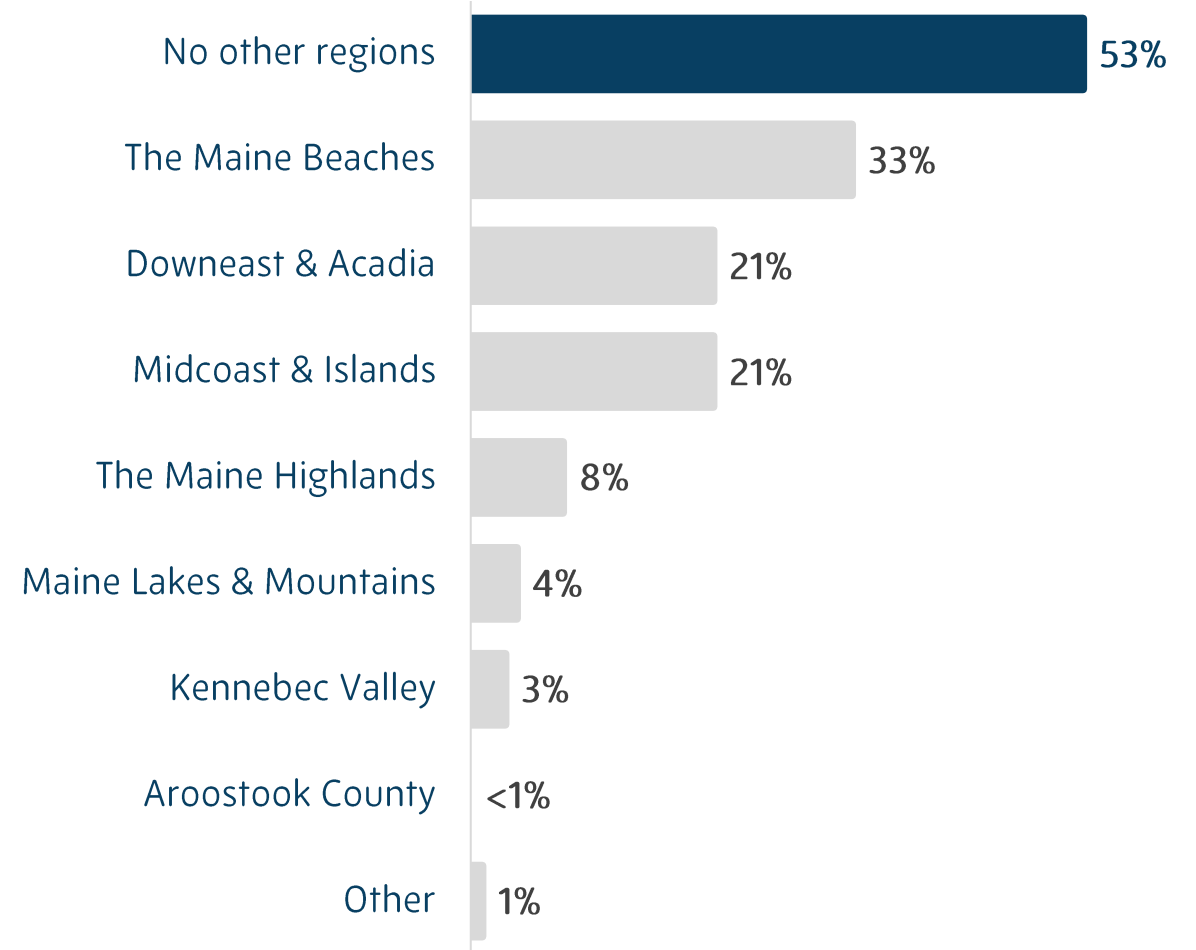 No other regions 53%
The Maine Beaches 33%
Downeast & Acadia 21%
Midcoast & Islands 21%
The Maine Highlands 8%
Maine Lakes & Mountains 4%
Kennebec Valley 3%
Aroostook County <1%
Other 1%